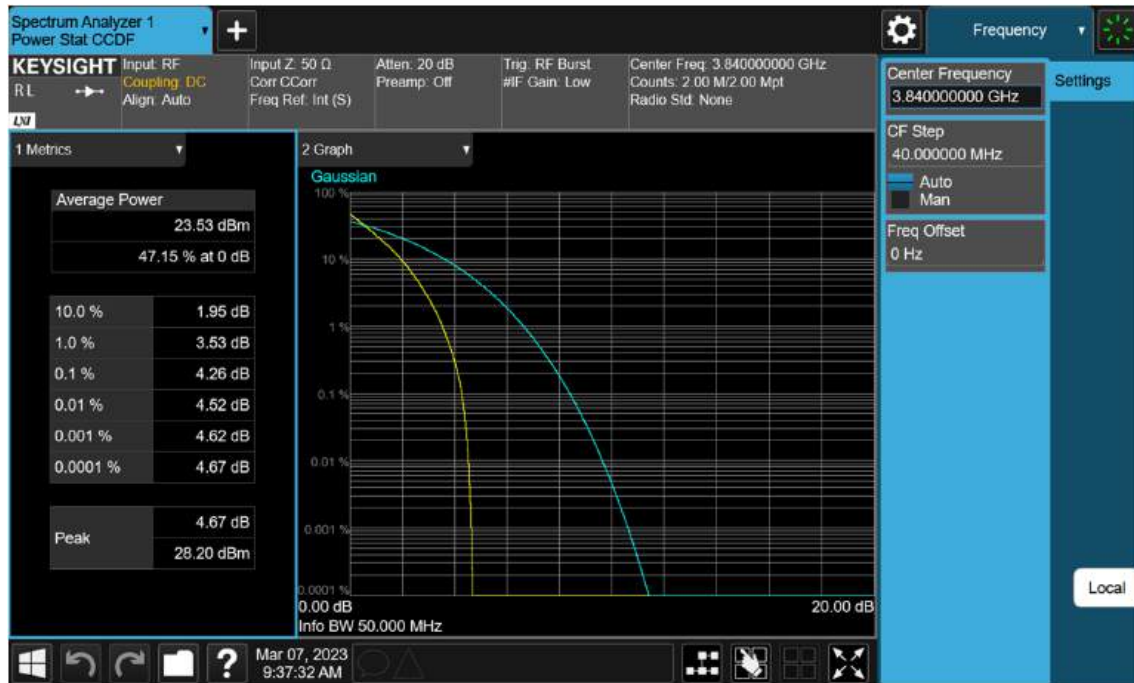 Spectrum Analyzer 1
Power Stat CCDF
+
Frequency
KEYSIGHT
RL
LXI
Input: RF
Coupling: DC
Align: Auto
Input Z: 50 Ω
Corr CCorr
Freq Ref: Int (S)
Atten: 20 dB
Preamp: Off
Trig: RF Burst
#IF Gain: Low
Center Freq: 3.840000000 GHz
Counts: 2.00 M/2.00 Mpt
Radio Std: None
Center Frequency
3.840000000 GHz
Settings
CF Step
40.000000 MHz
Auto
Man
Freq Offset
0 Hz
Local
1 Metrics
Average Power
23.53 dBm
47.15 % at 0 dB
10.0 % 1.95 dB
1.0 % 3.53 dB
0.1 % 4.26 dB
0.01 % 4.52 dB
0.001 % 4.62 dB
0.0001 % 4.67 dB
Peak
4.67 dB
28.20 dBm
2 Graph
Gaussian
100 %
10 %
1 %
0.1 %
0.01 %
0.001 %
0.0001 %
0.00 dB 20.00 dB
Info BW 50.000 MHz
?
Mar 07, 2023
9:37:32 AM